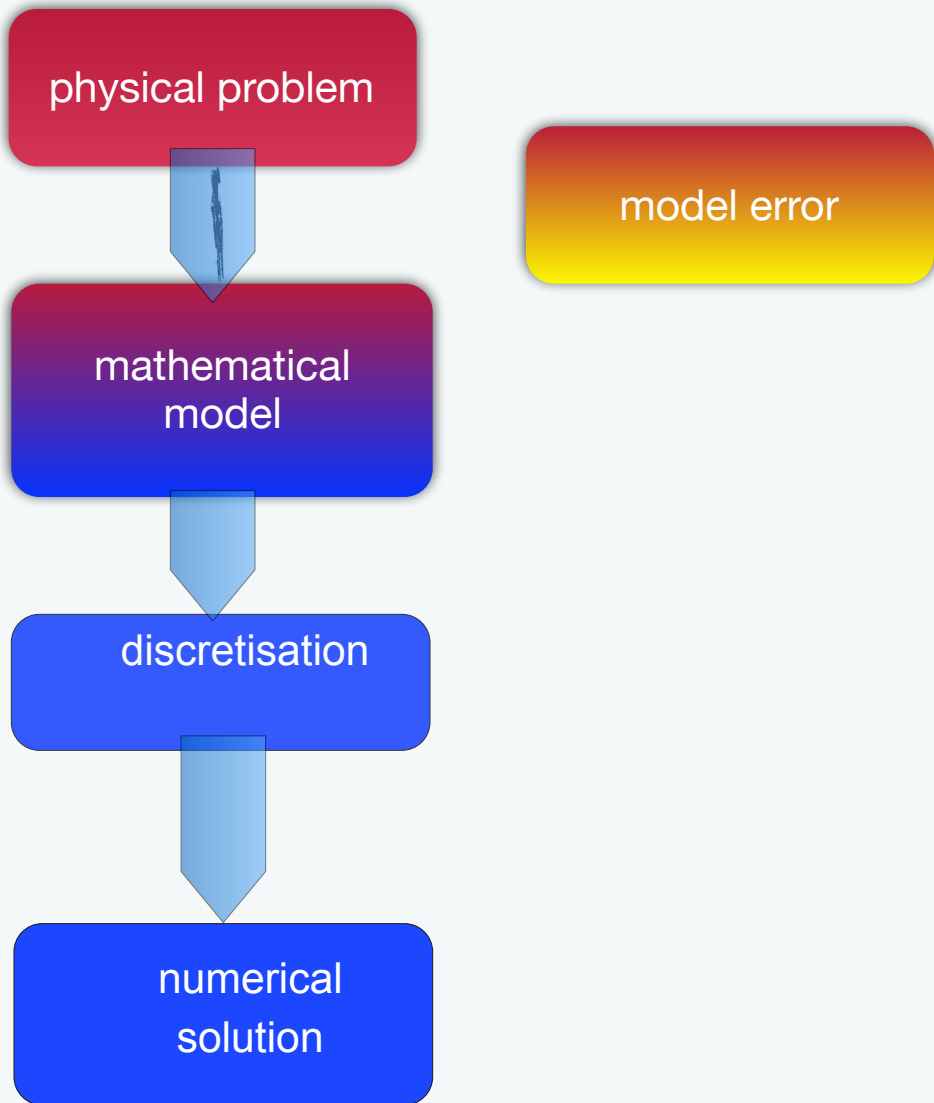 physical problem
model error
mathematical
model
discretisation
numerical
solution